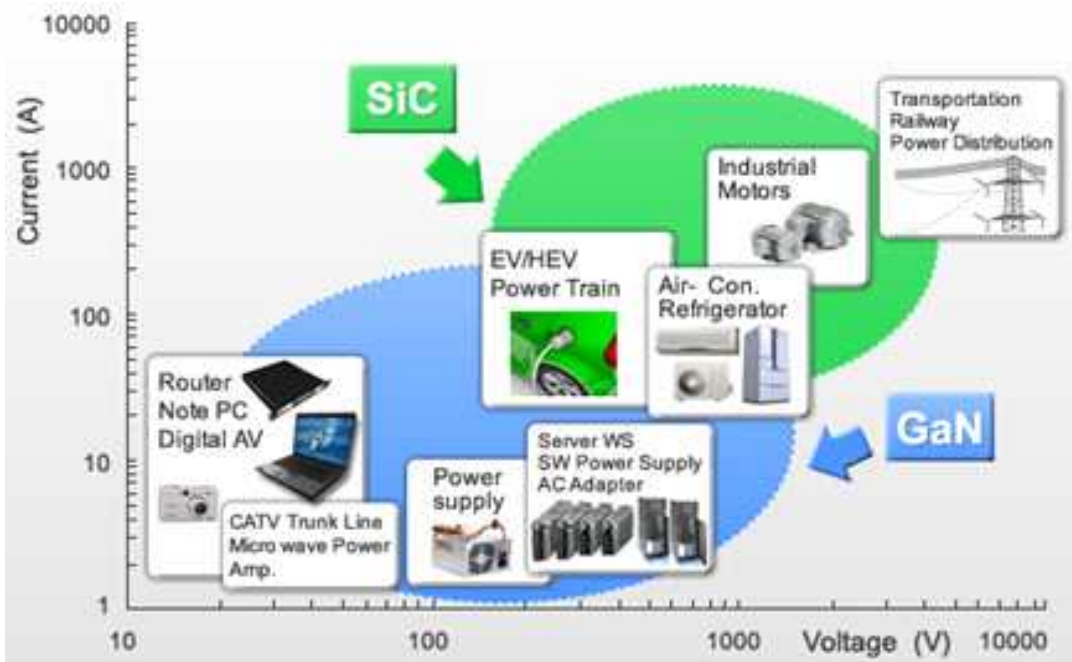 10000
1000
100
10
1
Current (A)
SiC
Transportation
Railway
Power Distribution
Industrial
Motors
EV/HEV
Power Train
Air- Con.
Refrigerator
Router
Note PC
Digital AV
GaN
Server WS
SW Power Supply
AC Adapter
Power
supply
CATV Trunk Line
Micro wave Power
Amp.
10
100
1000
Voltage (V)
10000